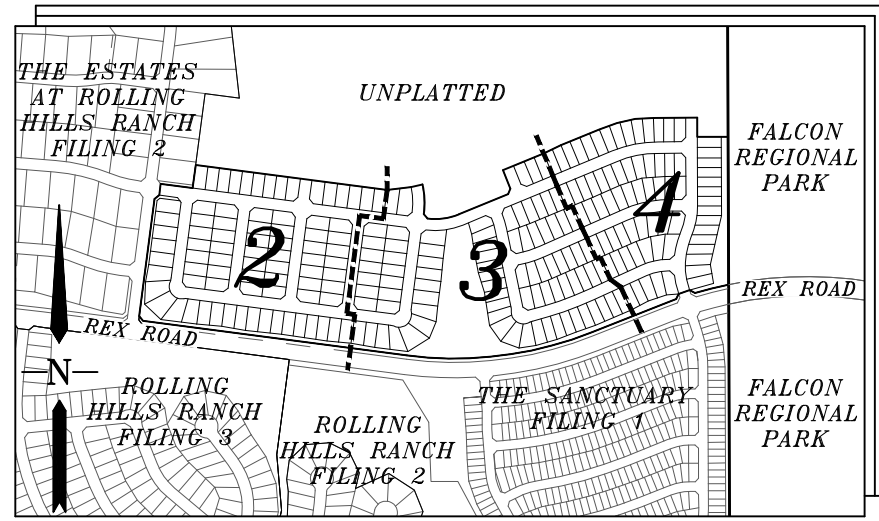 THE ESTATES
AT ROLLING
HILLS RANCH
FILING 2
UNPLATTED
FALCON
REGIONAL
PARK
2
3
4
REX ROAD
REX ROAD
N
ROLLING
HILLS RANCH
FILING 3
ROLLING
HILLS RANCH
FILING 2
THE SANCTUARY
FILING 1
FALCON
REGIONAL
PARK